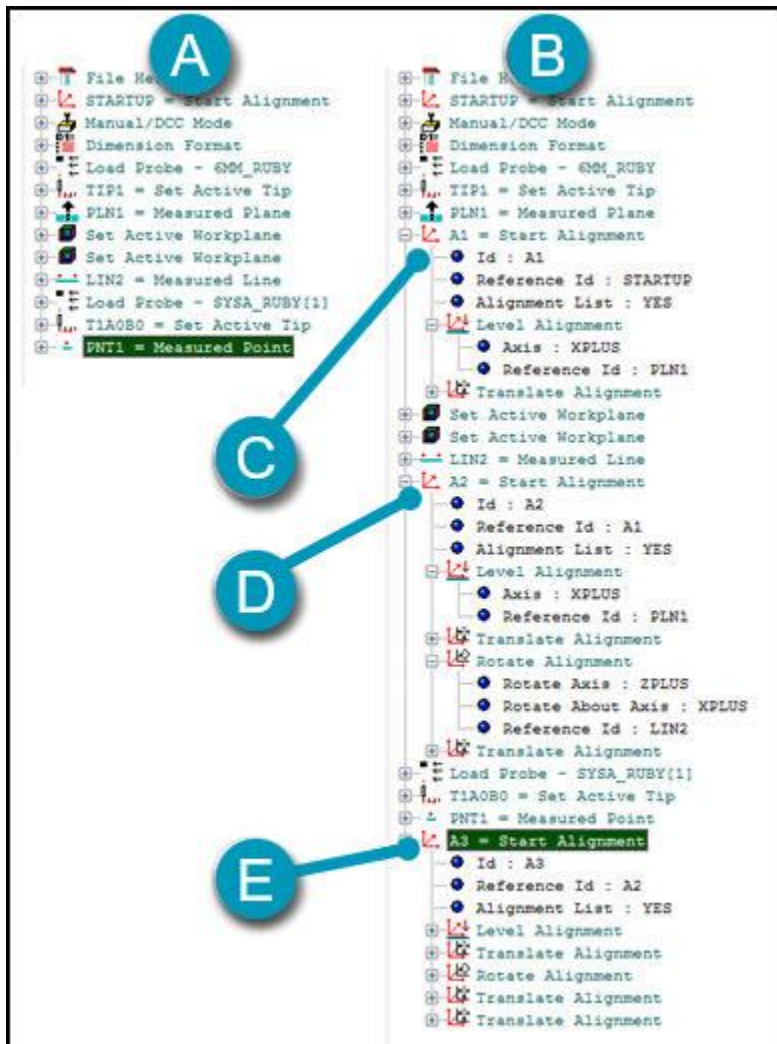 A
File He
STARTUP = Start Alignment
Manual/DCC Mode
Dimension Format
Load Probe - 6MM_RUBY
TIP1 = Set Active Tip
PLN1 = Measured Plane
Set Active Workplane
Set Active Workplane
LIN2 = Measured Line
Load Probe - SYSA_RUBY[1]
T1A0B0 = Set Active Tip
PNT1 = Measured Point
B
File H
STARTUP = Start Alignment
Manual/DCC Mode
Dimension Format
Load Probe - 6MM_RUBY
TIP1 = Set Active Tip
PLN1 = Measured Plane
A1 = Start Alignment
Id : A1
Reference Id : STARTUP
Alignment List : YES
Level Alignment
Axis : XPLUS
Reference Id : PLN1
Translate Alignment
Set Active Workplane
Set Active Workplane
LIN2 = Measured Line
A2 = Start Alignment
Id : A2
Reference Id : A1
Alignment List : YES
Level Alignment
Axis : XPLUS
Reference Id : PLN1
Translate Alignment
Rotate Alignment
Rotate Axis : ZPLUS
Rotate About Axis : XPLUS
Reference Id : LIN2
Translate Alignment
Load Probe - SYSA_RUBY[1]
T1A0B0 = Set Active Tip
PNT1 = Measured Point
A3 = Start Alignment
Id : A3
Reference Id : A2
Alignment List : YES
Level Alignment
Translate Alignment
Rotate Alignment
Translate Alignment
Translate Alignment
C
D
E